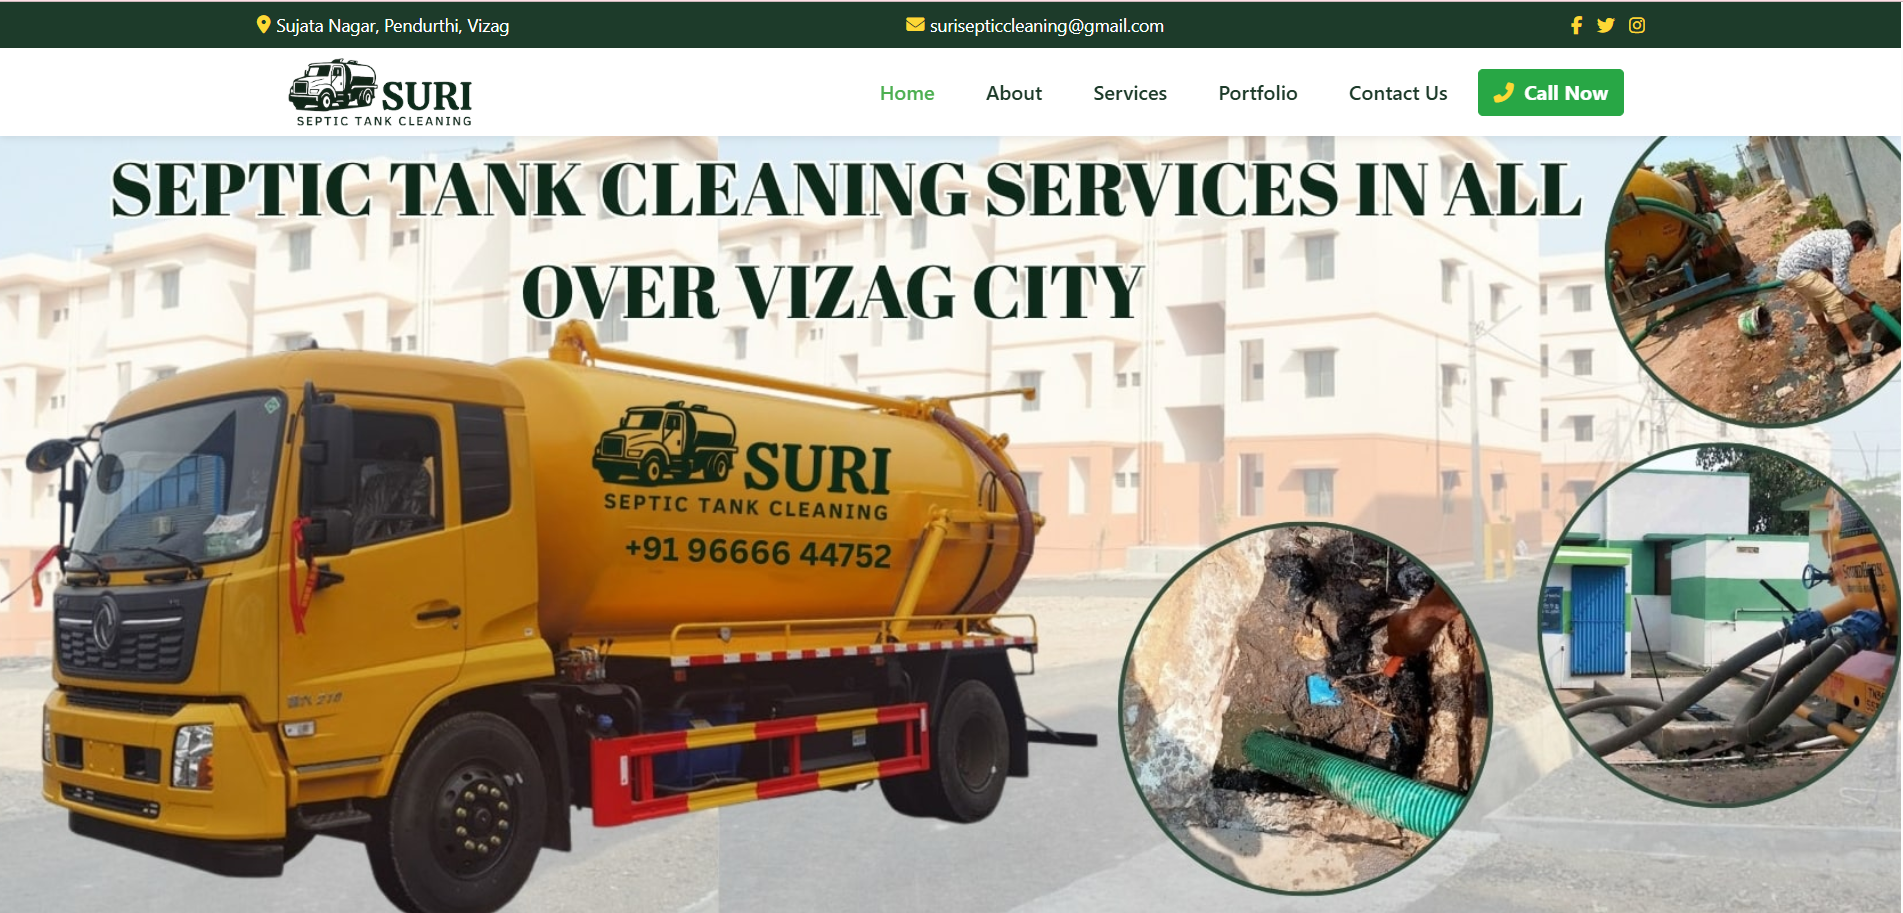 Sujata Nagar, Pendurthi, Vizag
surisepticcleaning@gmail.com
SURI
SEPTIC TANK CLEANING
Home
About
Services
Portfolio
Contact Us
Call Now
SEPTIC TANK CLEANING SERVICES IN ALL
OVER VIZAG CITY
SURI
SEPTIC TANK CLEANING
+91 96666 44752